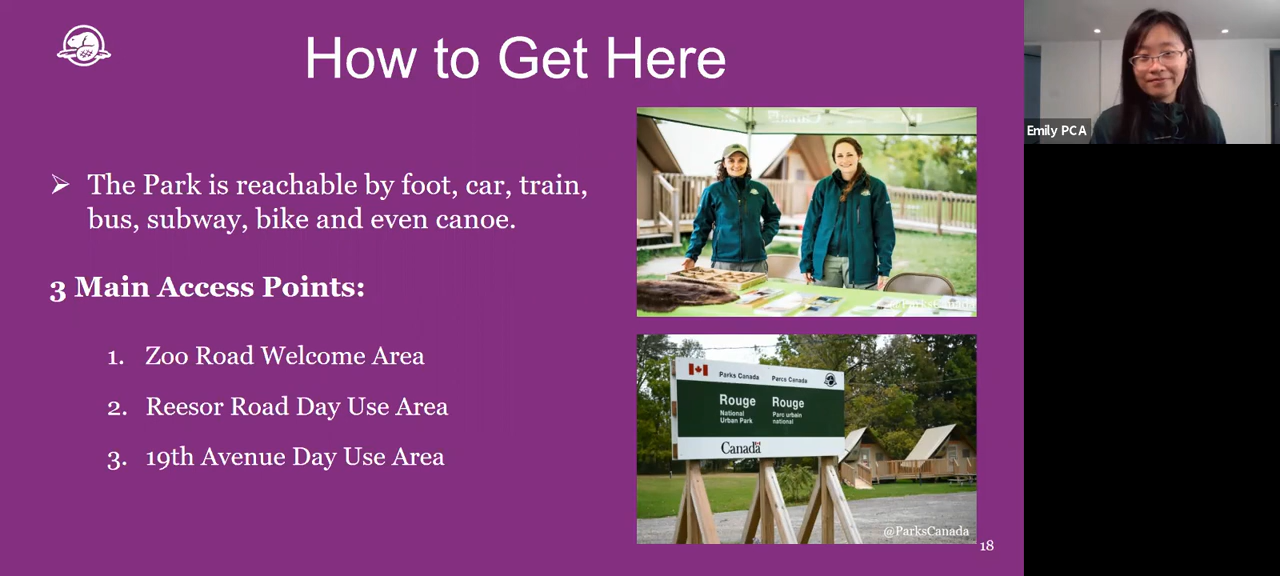 How to Get Here
Emily PCA
➢ The Park is reachable by foot, car, train,
bus, subway, bike and even canoe.
3 Main Access Points:
1. Zoo Road Welcome Area
2. Reesor Road Day Use Area
3. 19th Avenue Day Use Area
Parks Canada Parcs Canada
Rouge Rouge
National Parc urbain
Urban Park national
Canada
@ParksCanada
18